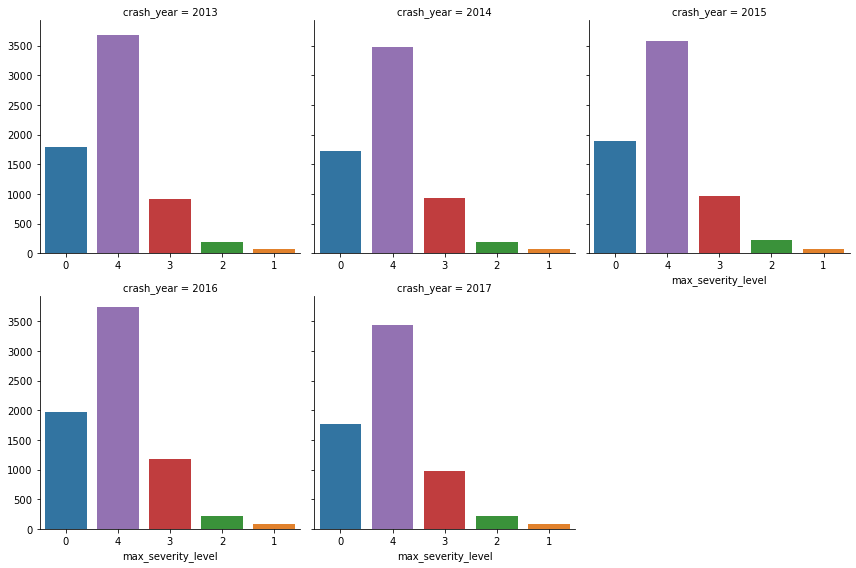 crash_year = 2013
crash_year = 2014
crash_year = 2015
3500
3000
2500
2000
1500
1000
500
0
0 4 3 2 1
0 4 3 2 1
0 4 3 2 1
max_severity_level
crash_year = 2016
crash_year = 2017
3500
3000
2500
2000
1500
1000
500
0
0 4 3 2 1
0 4 3 2 1
max_severity_level
max_severity_level